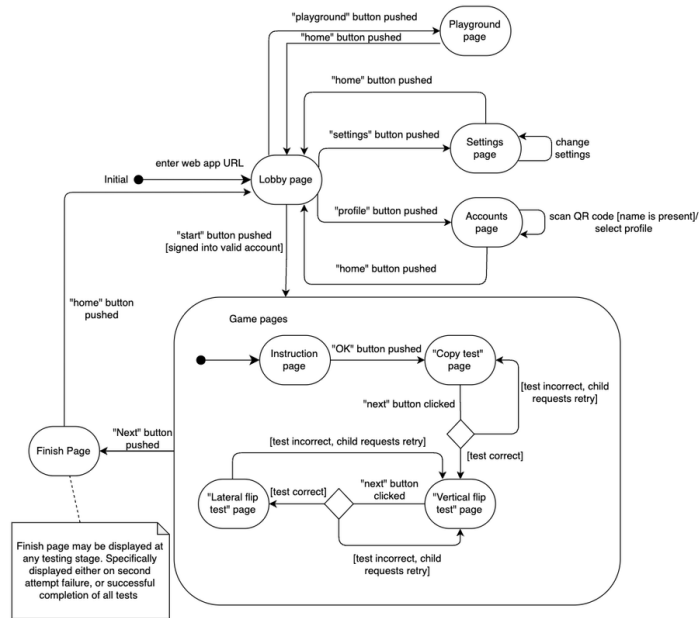 "playground" button pushed
Playground
page
"home" button pushed
"home" button pushed
"settings" button pushed
Settings
page
change
settings
enter web app URL
Initial
Lobby page
"profile" button pushed
Accounts
page
scan QR code [name is present]/
select profile
"start" button pushed
[signed into valid account]
"home" button pushed
"home" button
pushed
Game pages
Instruction
page
"OK" button pushed
"Copy test"
page
[test incorrect, child
requests retry]
"next" button clicked
"Next" button
pushed
[test incorrect, child requests retry]
[test correct]
Finish Page
"Lateral flip
test" page
[test correct]
"next" button
clicked
"Vertical flip
test" page
[test incorrect, child
requests retry]
Finish page may be displayed at
any testing stage. Specifically
displayed either on second
attempt failure, or successful
completion of all tests